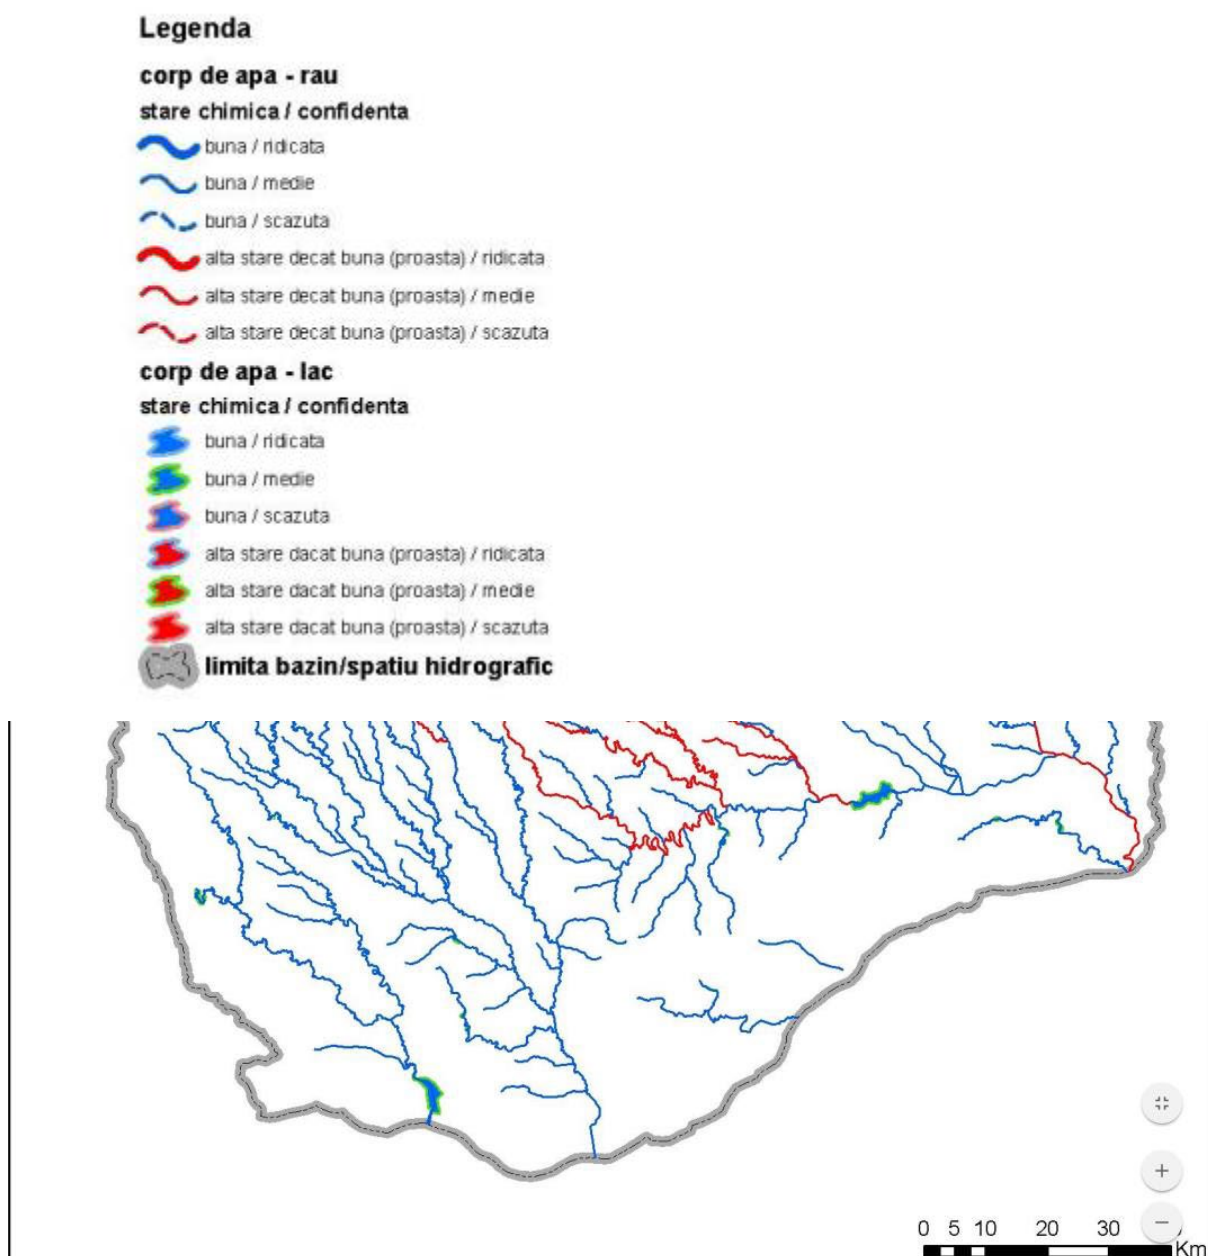 Legenda
corp de apa - rau
stare chimica / confidenta
buna / ridicata
buna / medie
buna / scazuta
alta stare decat buna (proasta) / ridicata
alta stare decat buna (proasta) / medie
alta stare decat buna (proasta) / scazuta
corp de apa - lac
stare chimica / confidenta
buna / ridicata
buna / medie
buna / scazuta
alta stare dacat buna (proasta) / ridicata
alta stare dacat buna (proasta) / medie
alta stare dacat buna (proasta) / scazuta
limita bazin/spatiu hidrografic
0 5 10 20 30
Km